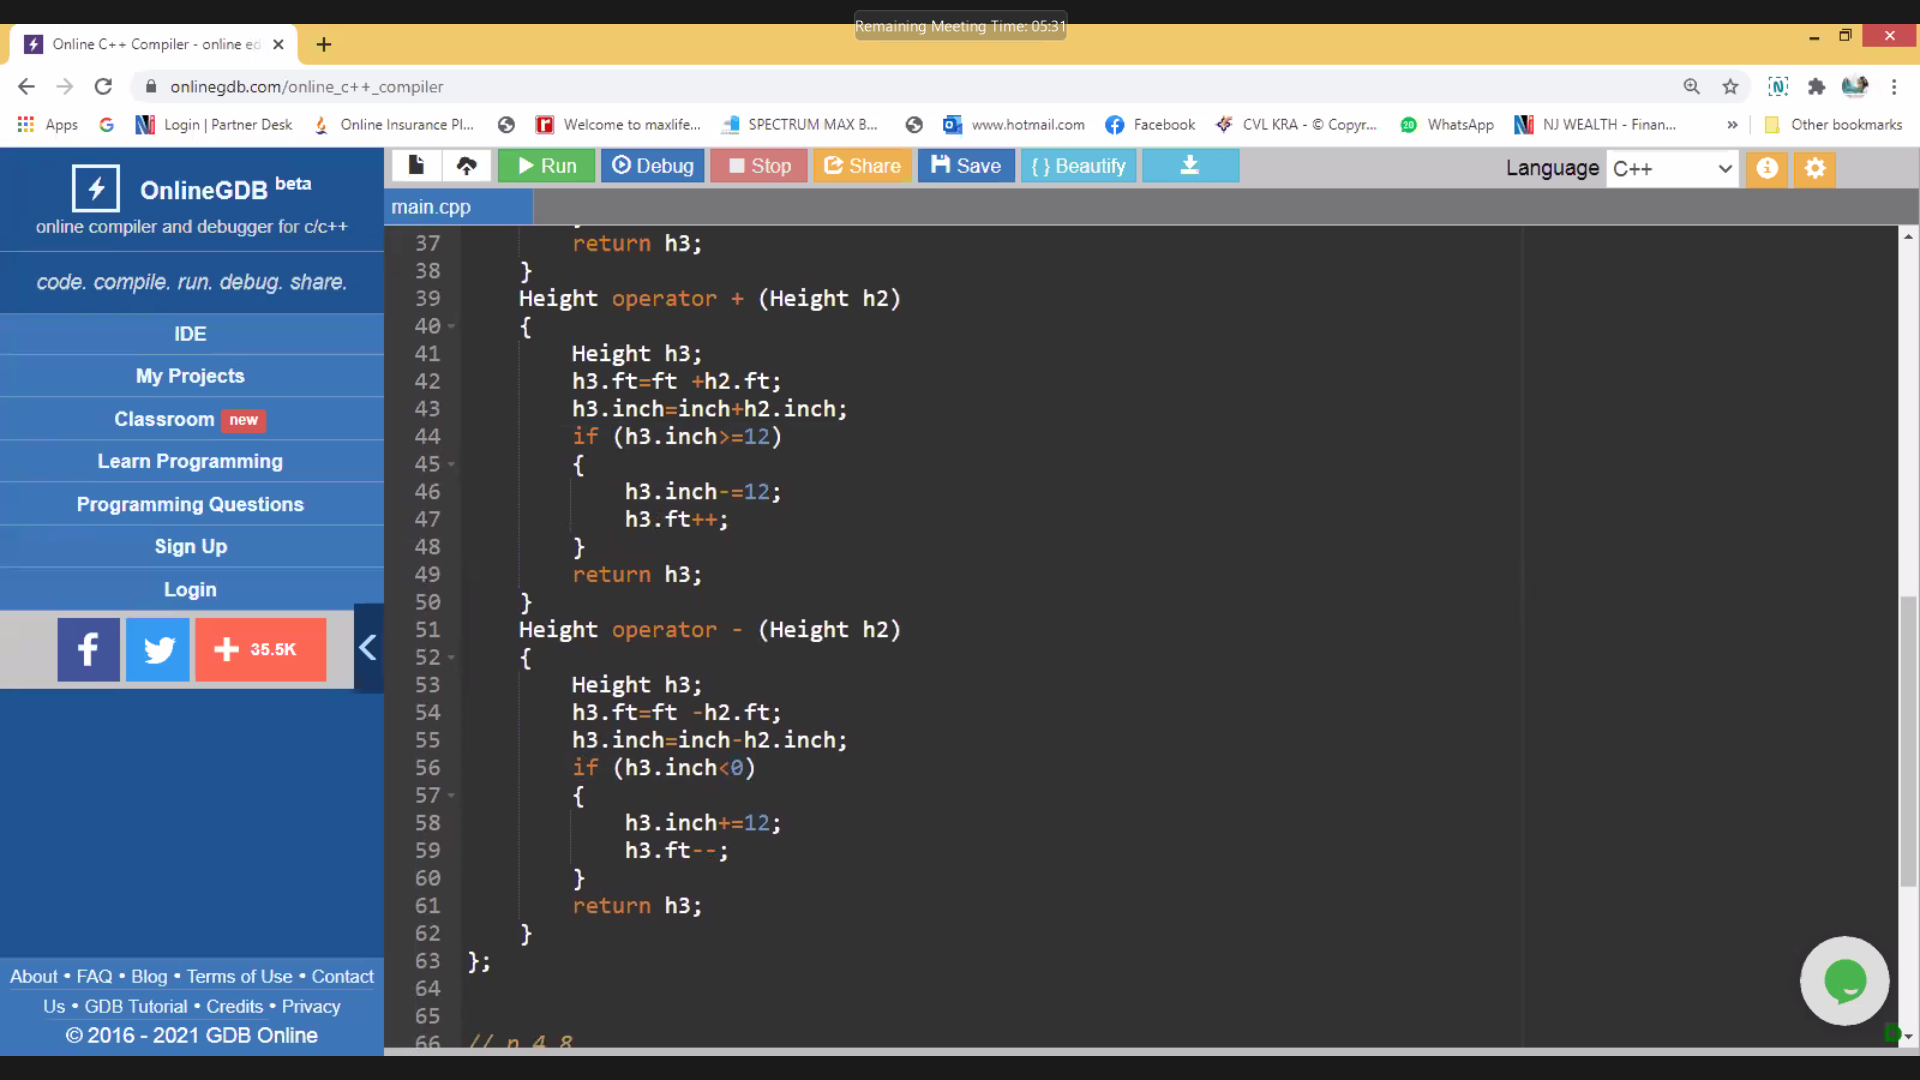 Remaining Meeting Time: 05:31
Online C++ Compiler - online ed
onlinegdb.com/online_c++_compiler
Apps
Login | Partner Desk
Online Insurance Pl...
Welcome to maxlife...
SPECTRUM MAX B...
www.hotmail.com
Facebook
CVL KRA - © Copyr...
20
WhatsApp
NJ WEALTH - Finan...
»
Other bookmarks
OnlineGDB beta
online compiler and debugger for c/c++
code. compile. run. debug. share.
IDE
My Projects
Classroom new
Learn Programming
Programming Questions
Sign Up
Login
f
+ 35.5K
About • FAQ • Blog • Terms of Use • Contact
Us • GDB Tutorial • Credits • Privacy
© 2016 - 2021 GDB Online
Run
Debug
Stop
Share
Save
{ } Beautify
Language C++
main.cpp
37 return h3;
38 }
39 Height operator + (Height h2)
40 {
41 Height h3;
42 h3.ft=ft +h2.ft;
43 h3.inch=inch+h2.inch;
44 if (h3.inch>=12)
45 {
46 h3.inch-=12;
47 h3.ft++;
48 }
49 return h3;
50 }
51 Height operator - (Height h2)
52 {
53 Height h3;
54 h3.ft=ft -h2.ft;
55 h3.inch=inch-h2.inch;
56 if (h3.inch<0)
57 {
58 h3.inch+=12;
59 h3.ft--;
60 }
61 return h3;
62 }
63 };
64
65
66 //